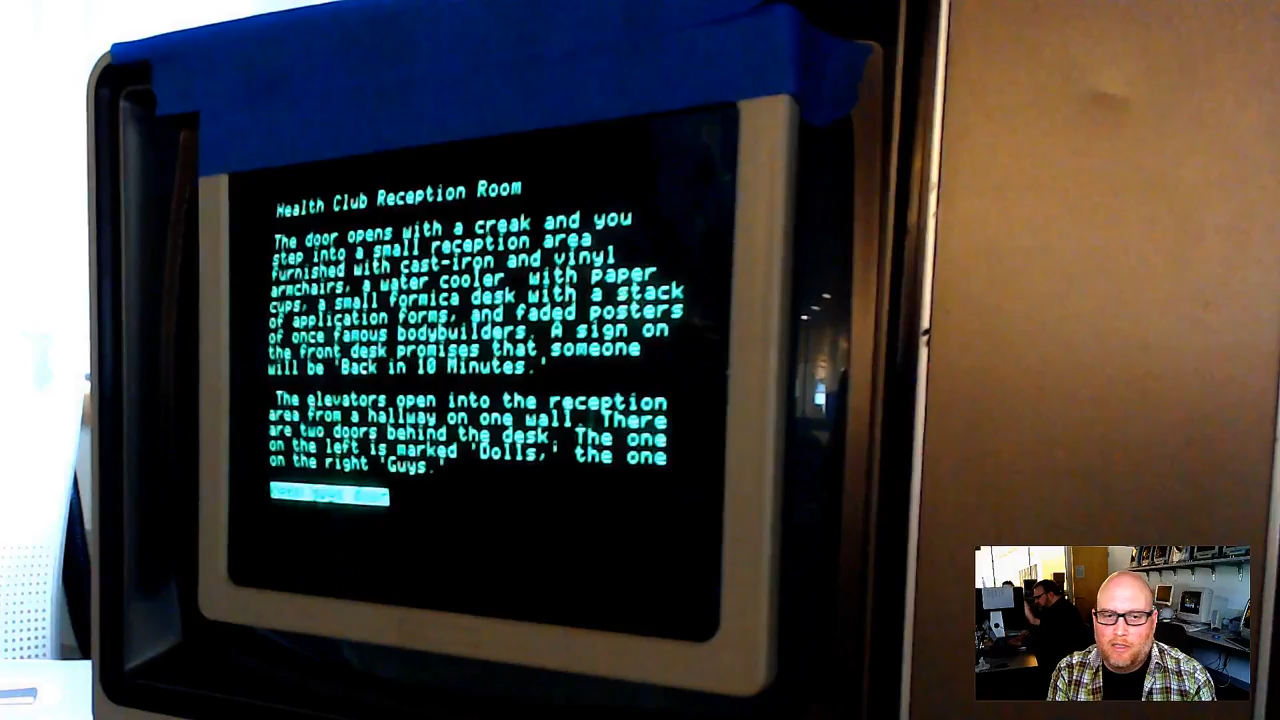 Health Club Reception Room
The door opens with a creak and you
step into a small reception area
furnished with cast-iron and vinyl
armchairs, a water cooler with paper
cups, a small formica desk with a stack
of application forms, and faded posters
of once famous bodybuilders. A sign on
the front desk promises that someone
will be 'Back in 10 Minutes.'
The elevators open into the reception
area from a hallway on one wall. There
are two doors behind the desk. The one
on the left is marked 'Dolls,' the one
on the right 'Guys.'